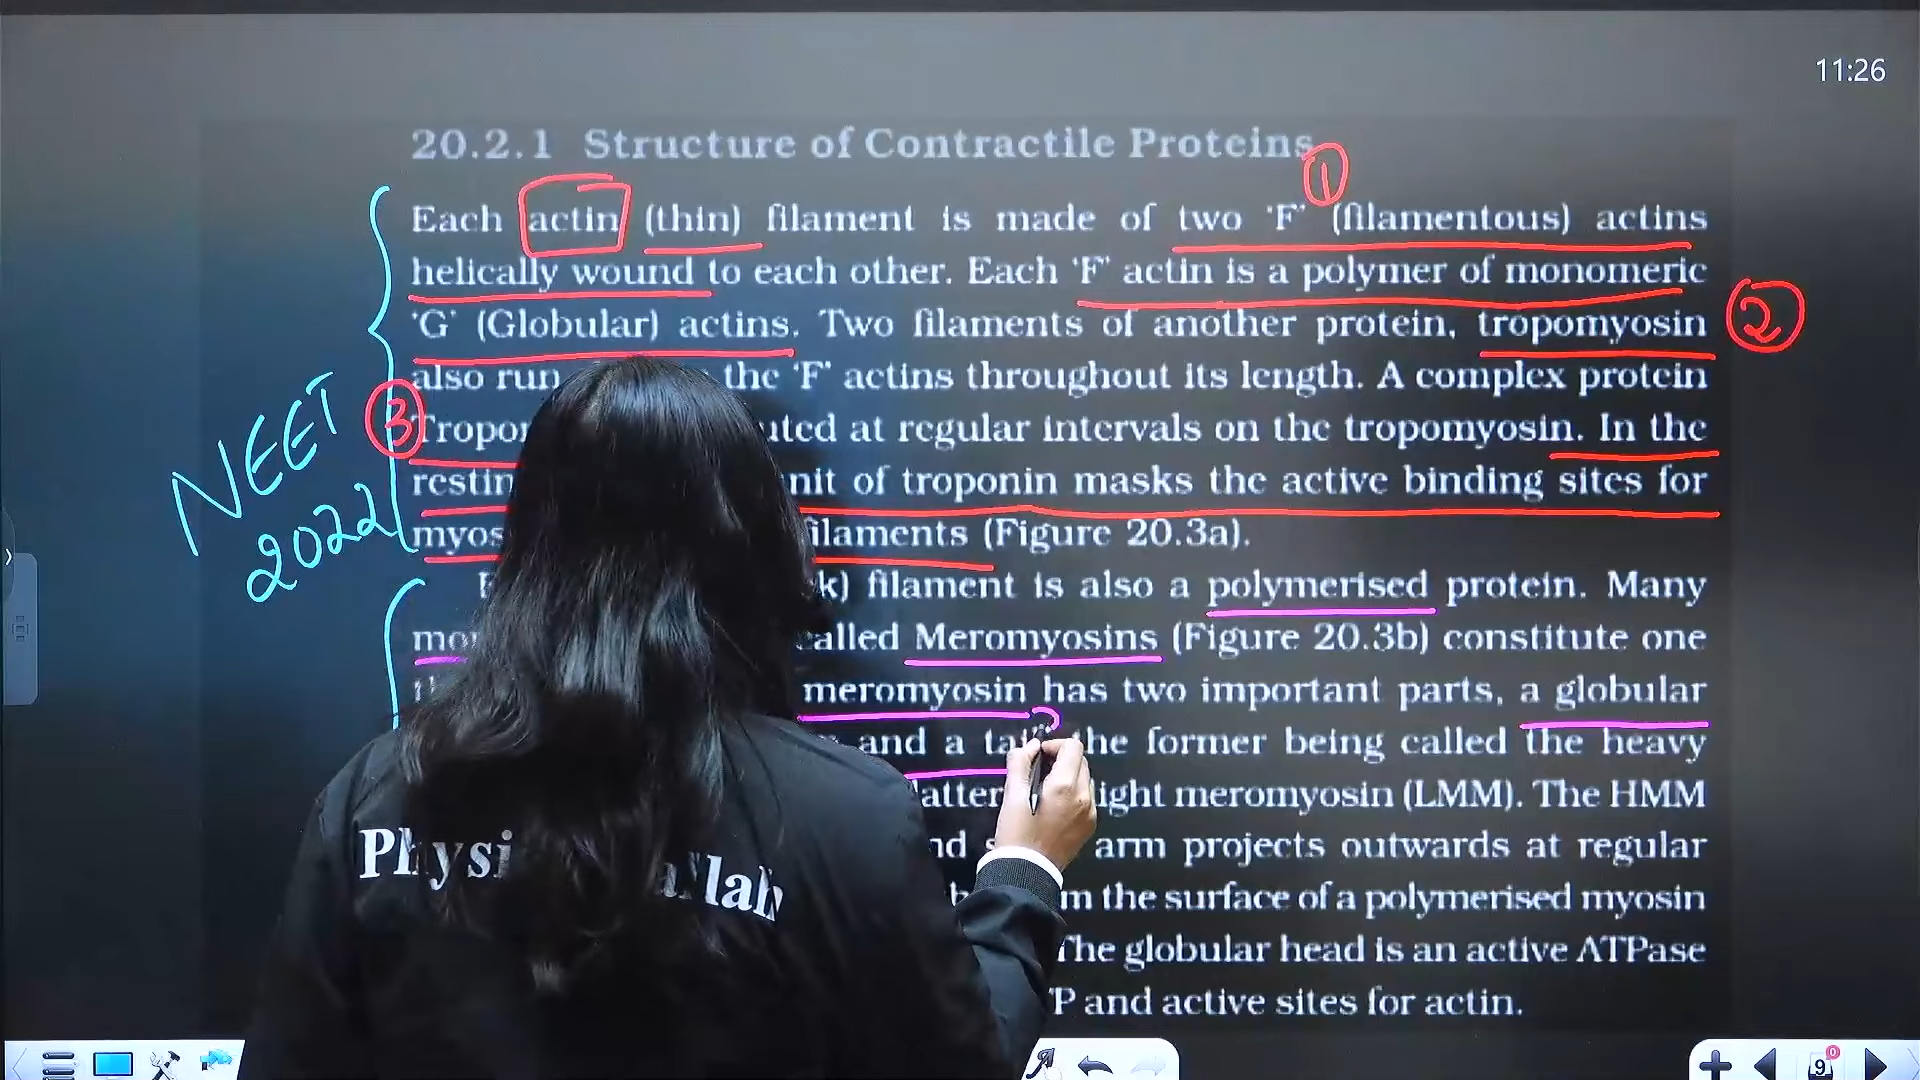 11:26
20.2.1 Structure of Contractile Proteins
①
Each actin (thin) filament is made of two 'F' (filamentous) actins
helically wound to each other. Each 'F' actin is a polymer of monomeric
'G' (Globular) actins. Two filaments of another protein, tropomyosin ②
also run the 'F' actins throughout its length. A complex protein
③ at regular intervals on the tropomyosin. In the
of troponin masks the active binding sites for
filaments (Figure 20.3a).
NEET
2022
filament is also a polymerised protein. Many
called Meromyosins (Figure 20.3b) constitute one
meromyosin has two important parts, a globular
and a the former being called the heavy
latter light meromyosin (LMM). The HMM
arm projects outwards at regular
the surface of a polymerised myosin
The globular head is an active ATPase
and active sites for actin.
Physi allah
9
0